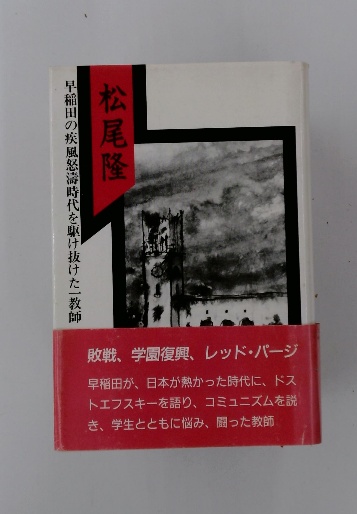 松尾隆
早稲田の疾風怒濤時代を駆け抜けた一教師
敗戦、学園復興、レッド・パージ
早稲田が、日本が熱かった時代に、ドス
トエフスキーを語り、コミュニズムを説
き、学生とともに悩み、闘った教師